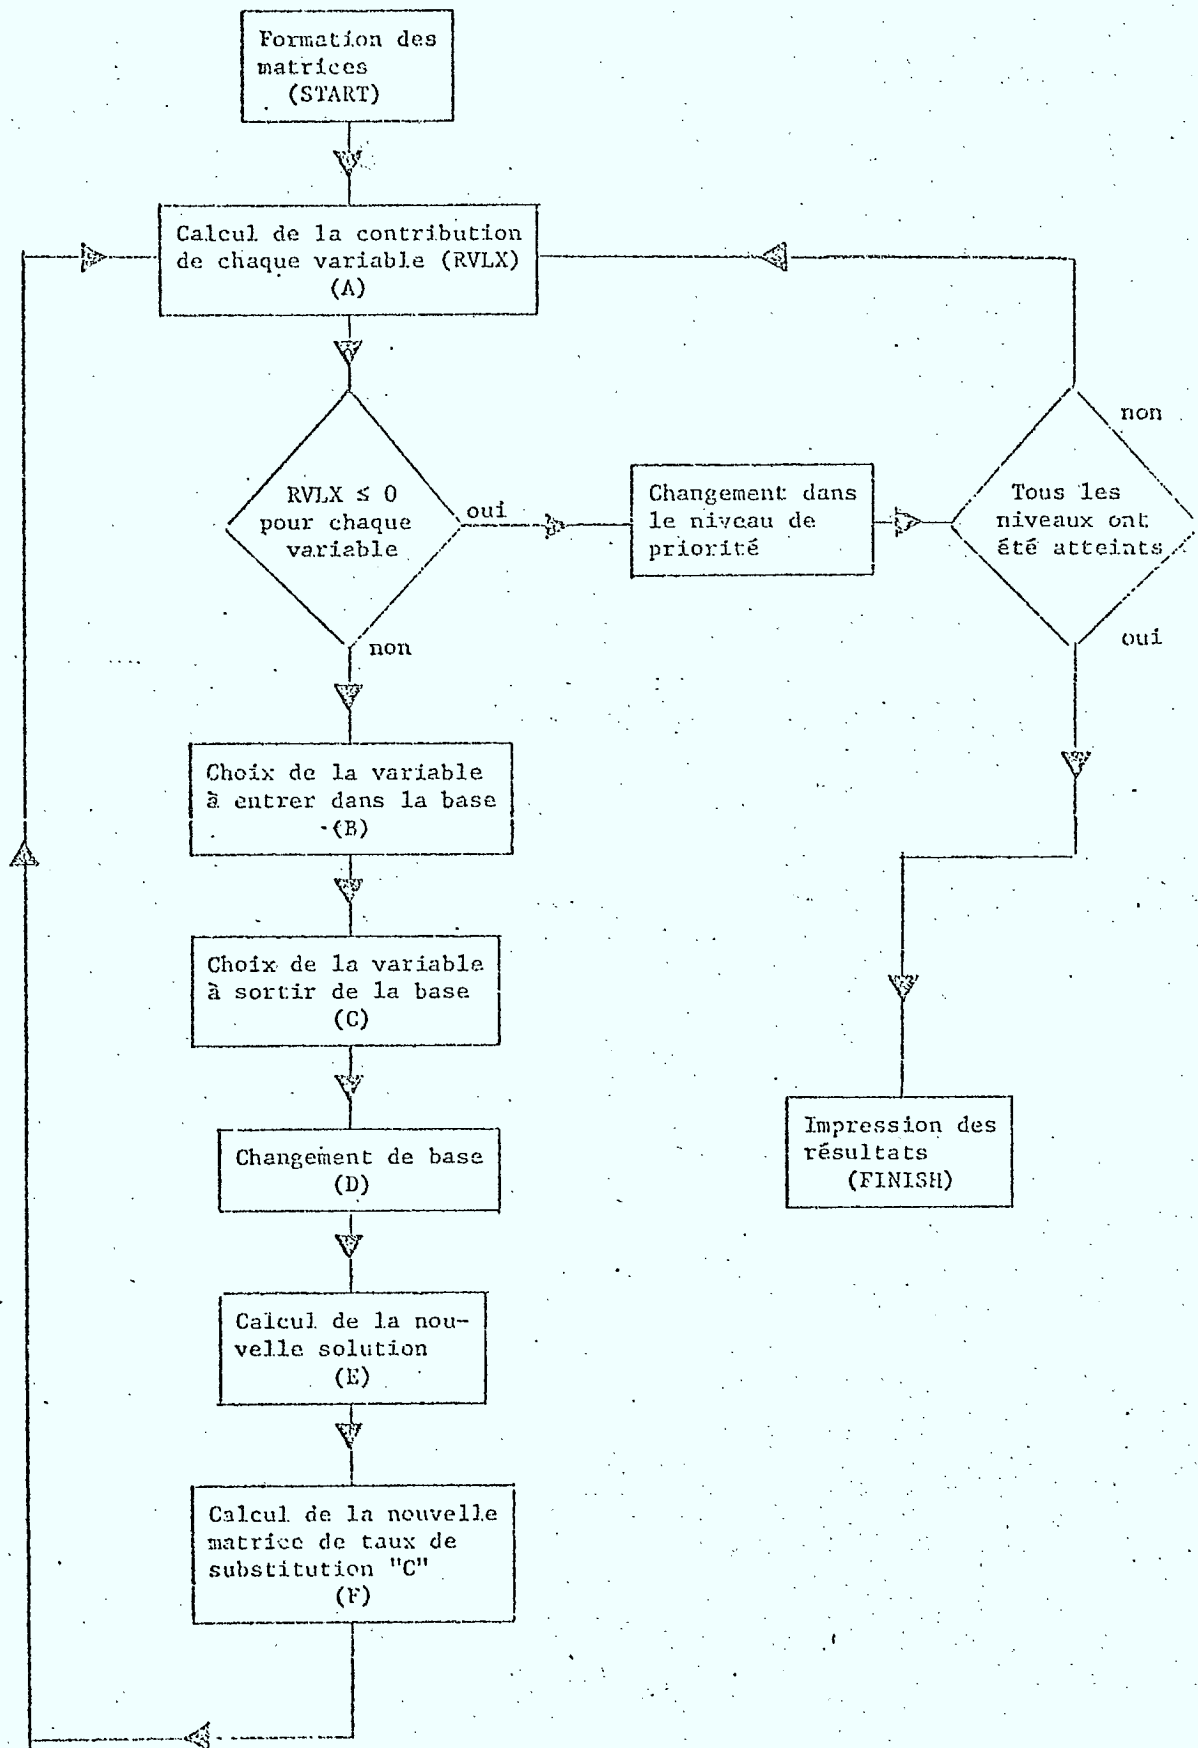 Formation des
matrices
(START)
Calcul de la contribution
de chaque variable (RVLX)
(A)
RVLX ≤ 0
pour chaque
variable
oui
non
Changement dans
le niveau de
priorité
Tous les
niveaux ont
été atteints
non
oui
Choix de la variable
à entrer dans la base
(B)
Choix de la variable
à sortir de la base
(C)
Changement de base
(D)
Calcul de la nou-
velle solution
(E)
Calcul de la nouvelle
matrice de taux de
substitution "C"
(F)
Impression des
résultats
(FINISH)